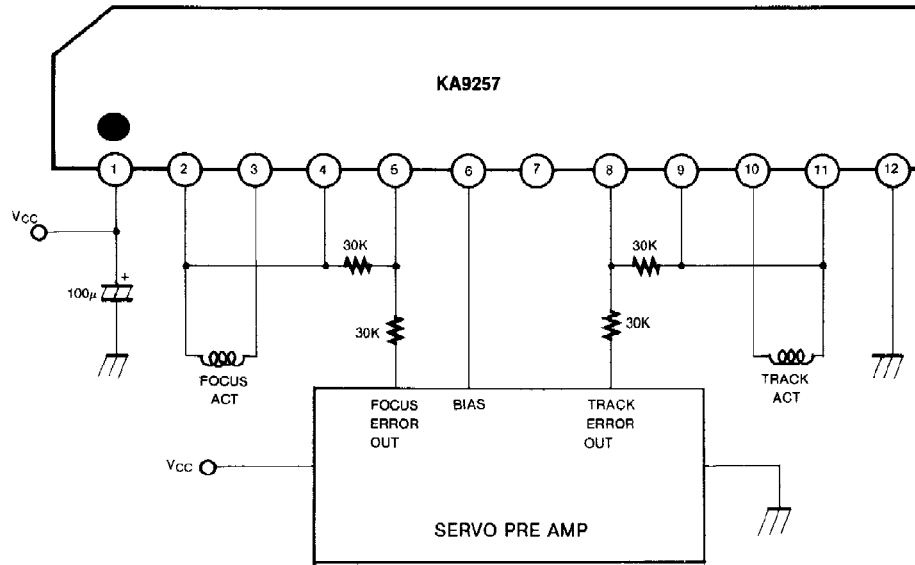 KA9257
1 2 3 4 5 6 7 8 9 10 11 12
Vcc
30K
30K
+
100μ
30K
30K
FOCUS
ACT
TRACK
ACT
FOCUS
ERROR
OUT
BIAS
TRACK
ERROR
OUT
Vcc
SERVO PRE AMP